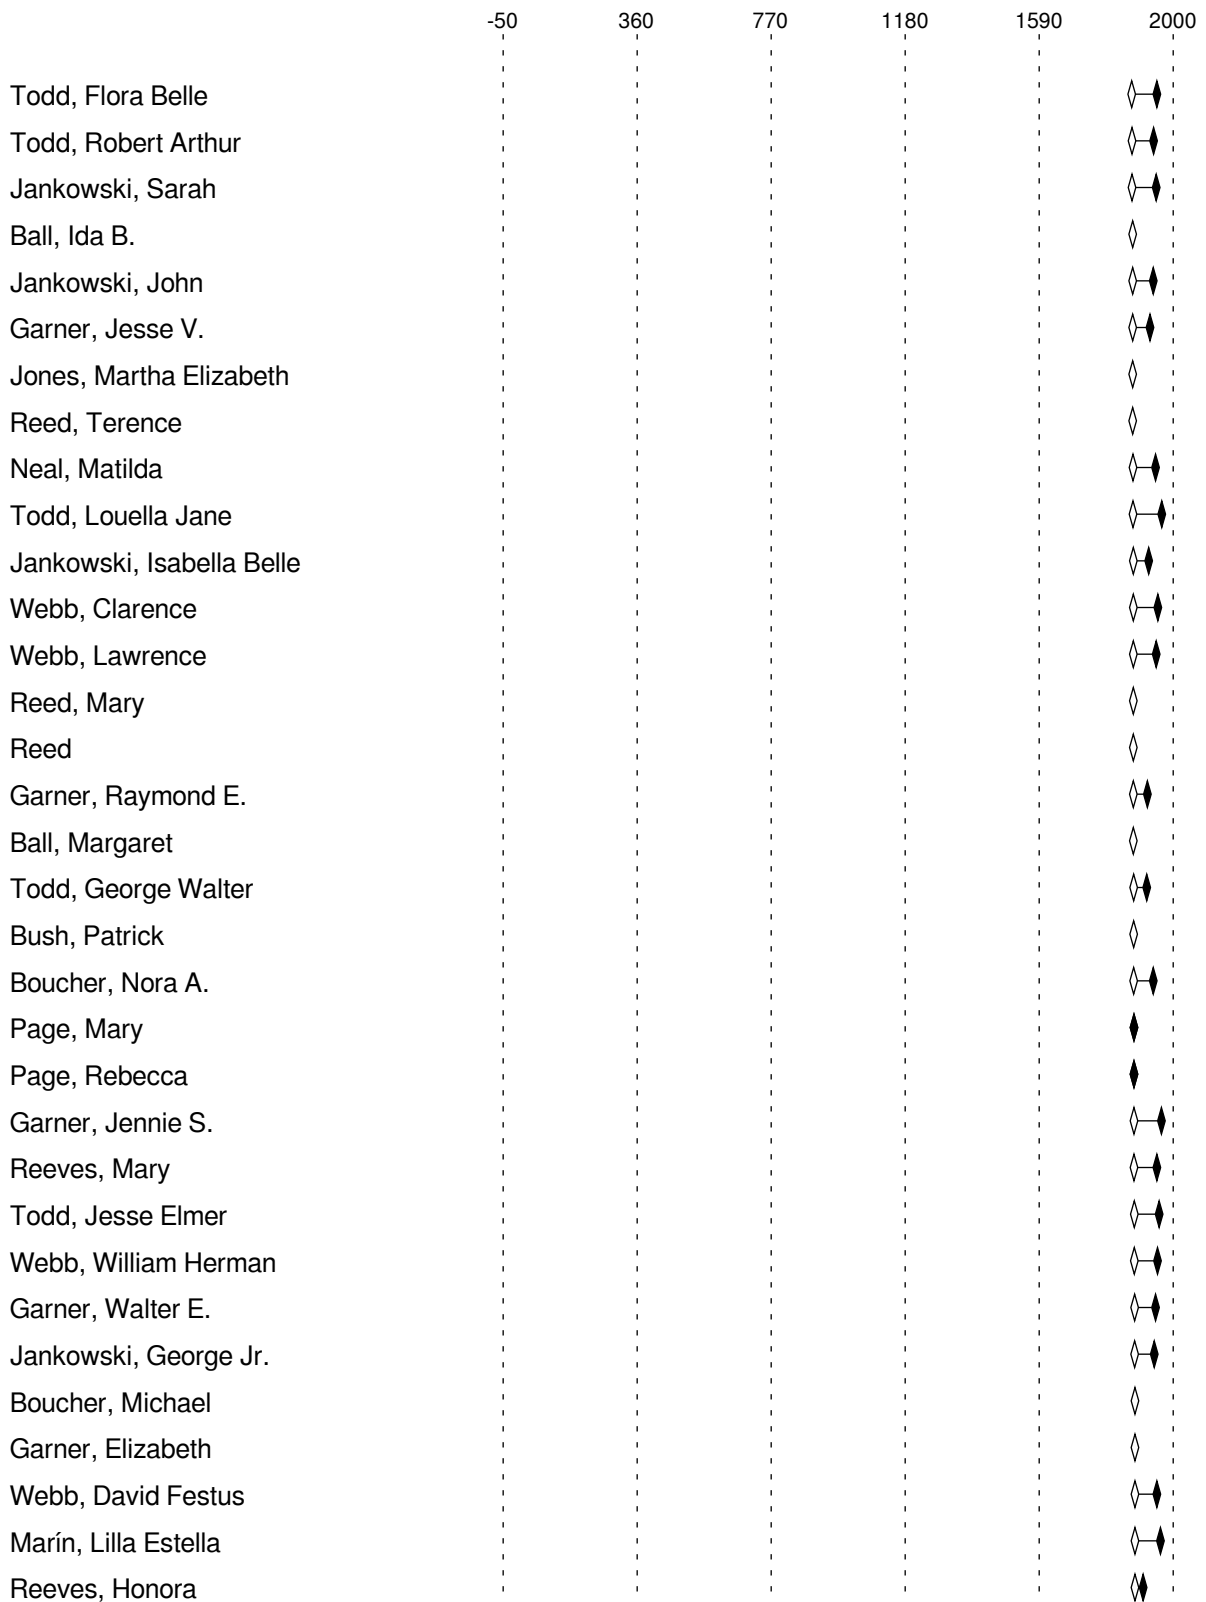 -50 360 770 1180 1590 2000
Todd, Flora Belle
Todd, Robert Arthur
Jankowski, Sarah
Ball, Ida B.
Jankowski, John
Garner, Jesse V.
Jones, Martha Elizabeth
Reed, Terence
Neal, Matilda
Todd, Louella Jane
Jankowski, Isabella Belle
Webb, Clarence
Webb, Lawrence
Reed, Mary
Reed
Garner, Raymond E.
Ball, Margaret
Todd, George Walter
Bush, Patrick
Boucher, Nora A.
Page, Mary
Page, Rebecca
Garner, Jennie S.
Reeves, Mary
Todd, Jesse Elmer
Webb, William Herman
Garner, Walter E.
Jankowski, George Jr.
Boucher, Michael
Garner, Elizabeth
Webb, David Festus
Marín, Lilla Estella
Reeves, Honora